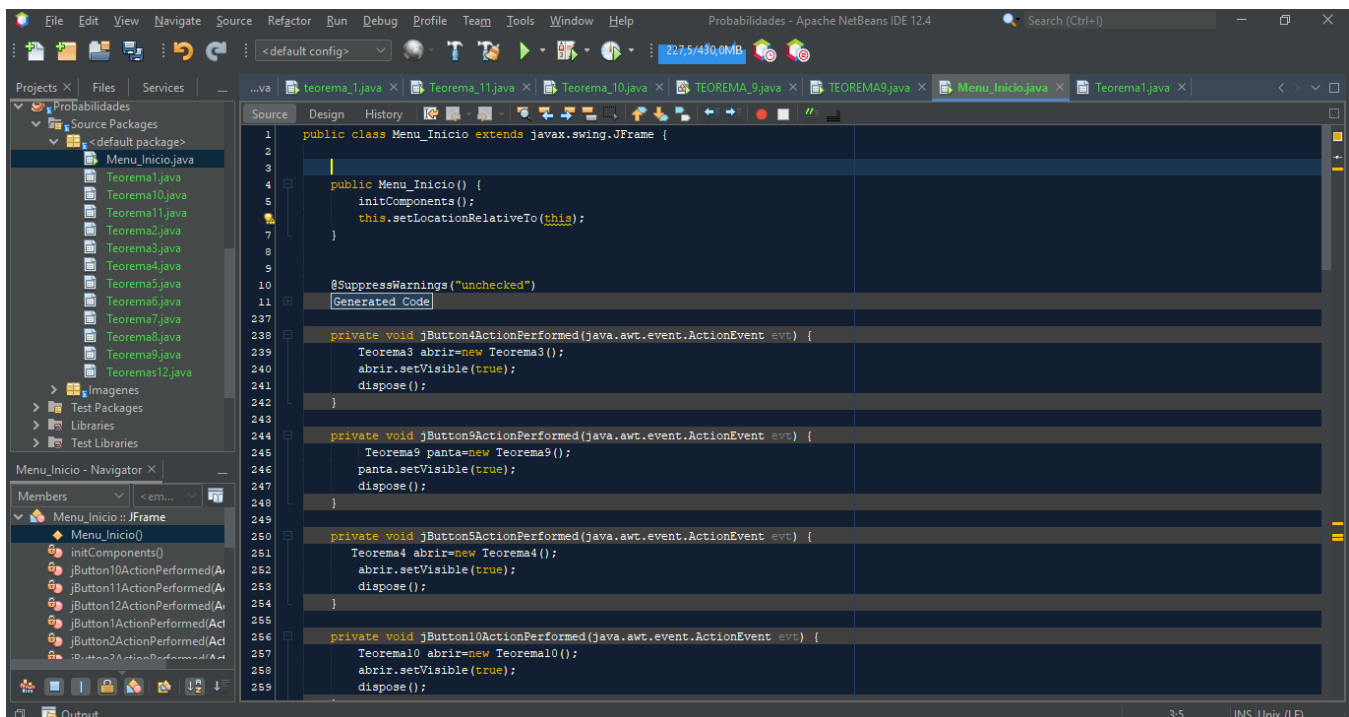 File Edit View Navigate Source Refactor Run Debug Profile Team Tools Window Help Probabilidades - Apache NetBeans IDE 12.4 Search (Ctrl+I)
<default config> 227,5/430,0MB
Projects Files Services
...va teorema_1.java Teorema_11.java Teorema_10.java TEOREMA_9.java TEOREMA9.java Menu_Inicio.java Teorema1.java
Source Design History
Probabilidades
Source Packages
<default package>
Menu_Inicio.java
Teorema1.java
Teorema10.java
Teorema11.java
Teorema2.java
Teorema3.java
Teorema4.java
Teorema5.java
Teorema6.java
Teorema7.java
Teorema8.java
Teorema9.java
Teoremas12.java
Imagenes
Test Packages
Libraries
Test Libraries
Menu_Inicio - Navigator
Members <em...
Menu_Inicio :: JFrame
Menu_Inicio()
initComponents()
jButton10ActionPerformed(A
jButton11ActionPerformed(A
jButton12ActionPerformed(A
jButton1ActionPerformed(Act
jButton2ActionPerformed(Act
jButton3ActionPerformed(Act
1 public class Menu_Inicio extends javax.swing.JFrame {
2
3
4 public Menu_Inicio() {
5 initComponents();
this.setLocationRelativeTo(this);
7 }
8
9
10 @SuppressWarnings("unchecked")
11 Generated Code
237
238 private void jButton4ActionPerformed(java.awt.event.ActionEvent evt) {
239 Teorema3 abrir=new Teorema3();
240 abrir.setVisible(true);
241 dispose();
242 }
243
244 private void jButton9ActionPerformed(java.awt.event.ActionEvent evt) {
245 Teorema9 panta=new Teorema9();
246 panta.setVisible(true);
247 dispose();
248 }
249
250 private void jButton5ActionPerformed(java.awt.event.ActionEvent evt) {
251 Teorema4 abrir=new Teorema4();
252 abrir.setVisible(true);
253 dispose();
254 }
255
256 private void jButton10ActionPerformed(java.awt.event.ActionEvent evt) {
257 Teorema10 abrir=new Teorema10();
258 abrir.setVisible(true);
259 dispose();
Output 3:5 INS Unix (LF)